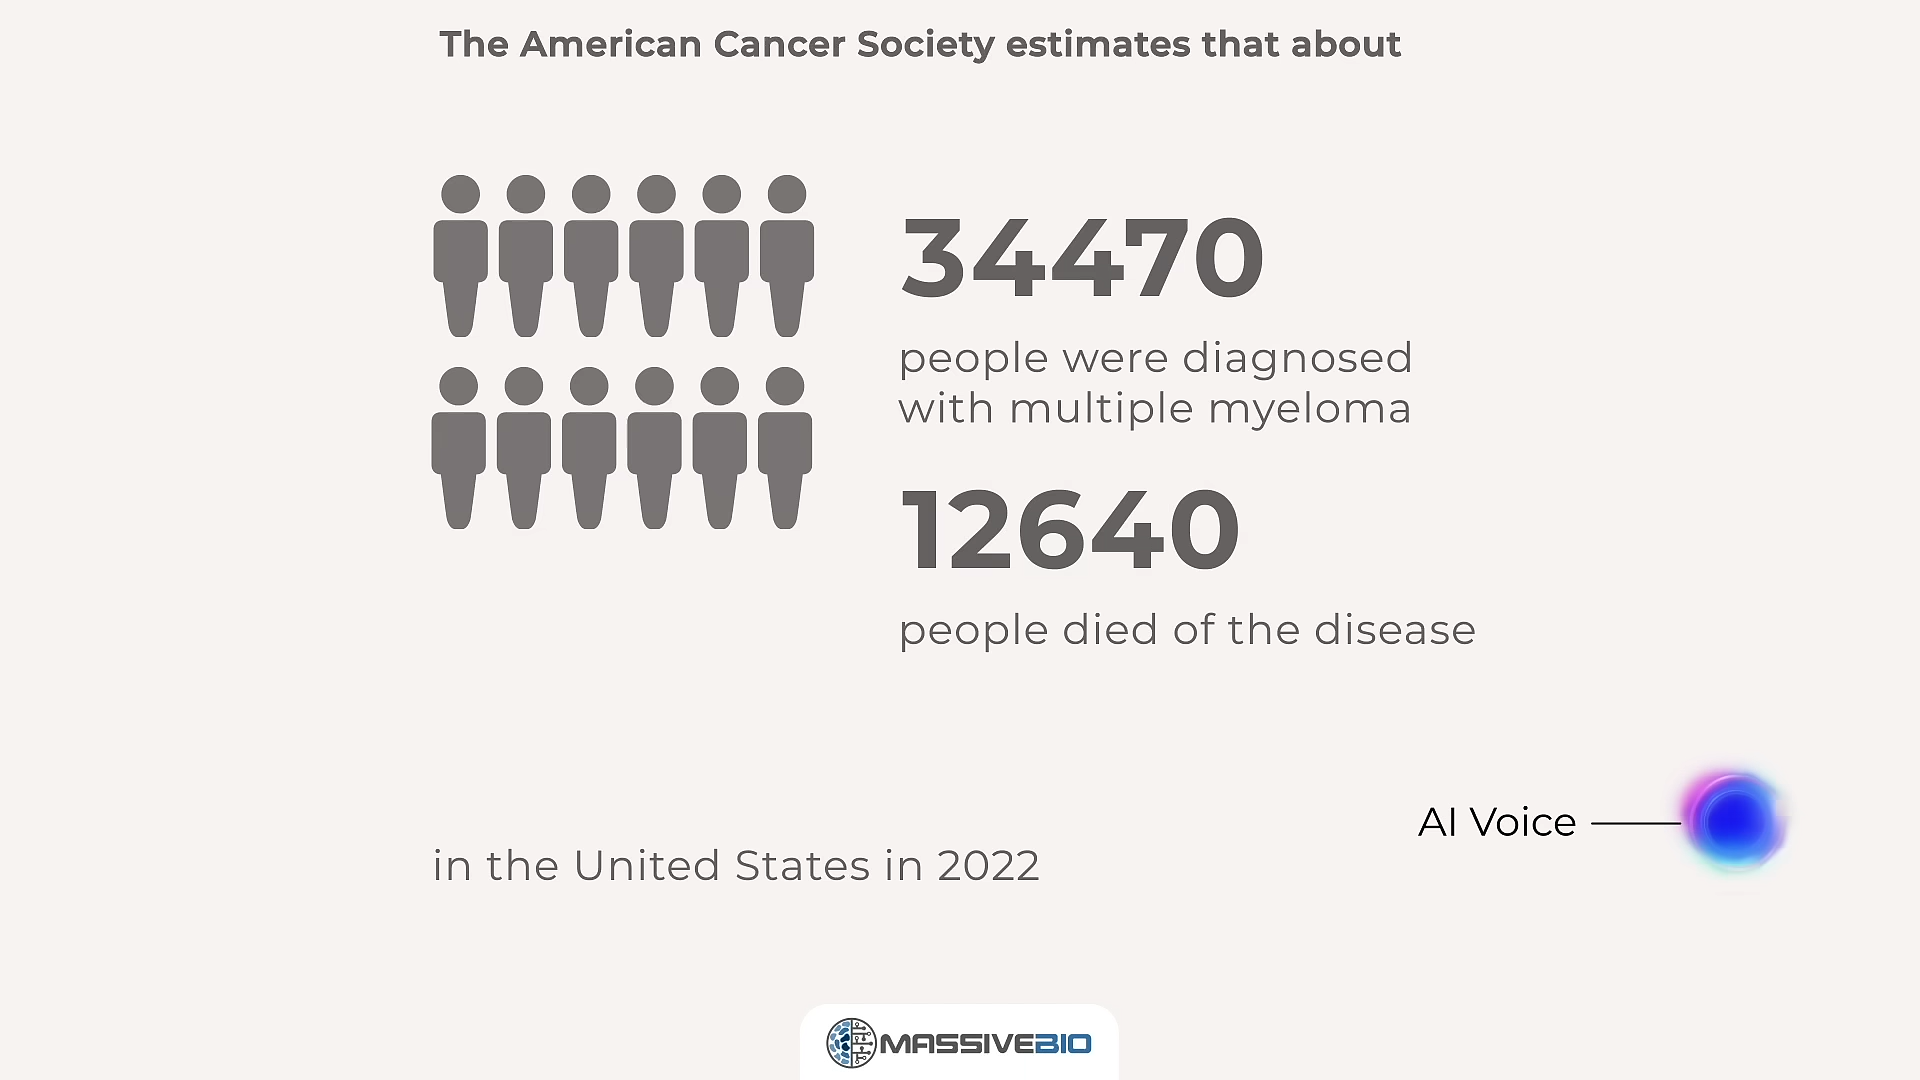 The American Cancer Society estimates that about
34470
people were diagnosed
with multiple myeloma
12640
people died of the disease
AI Voice
in the United States in 2022
MASSIVEBIO